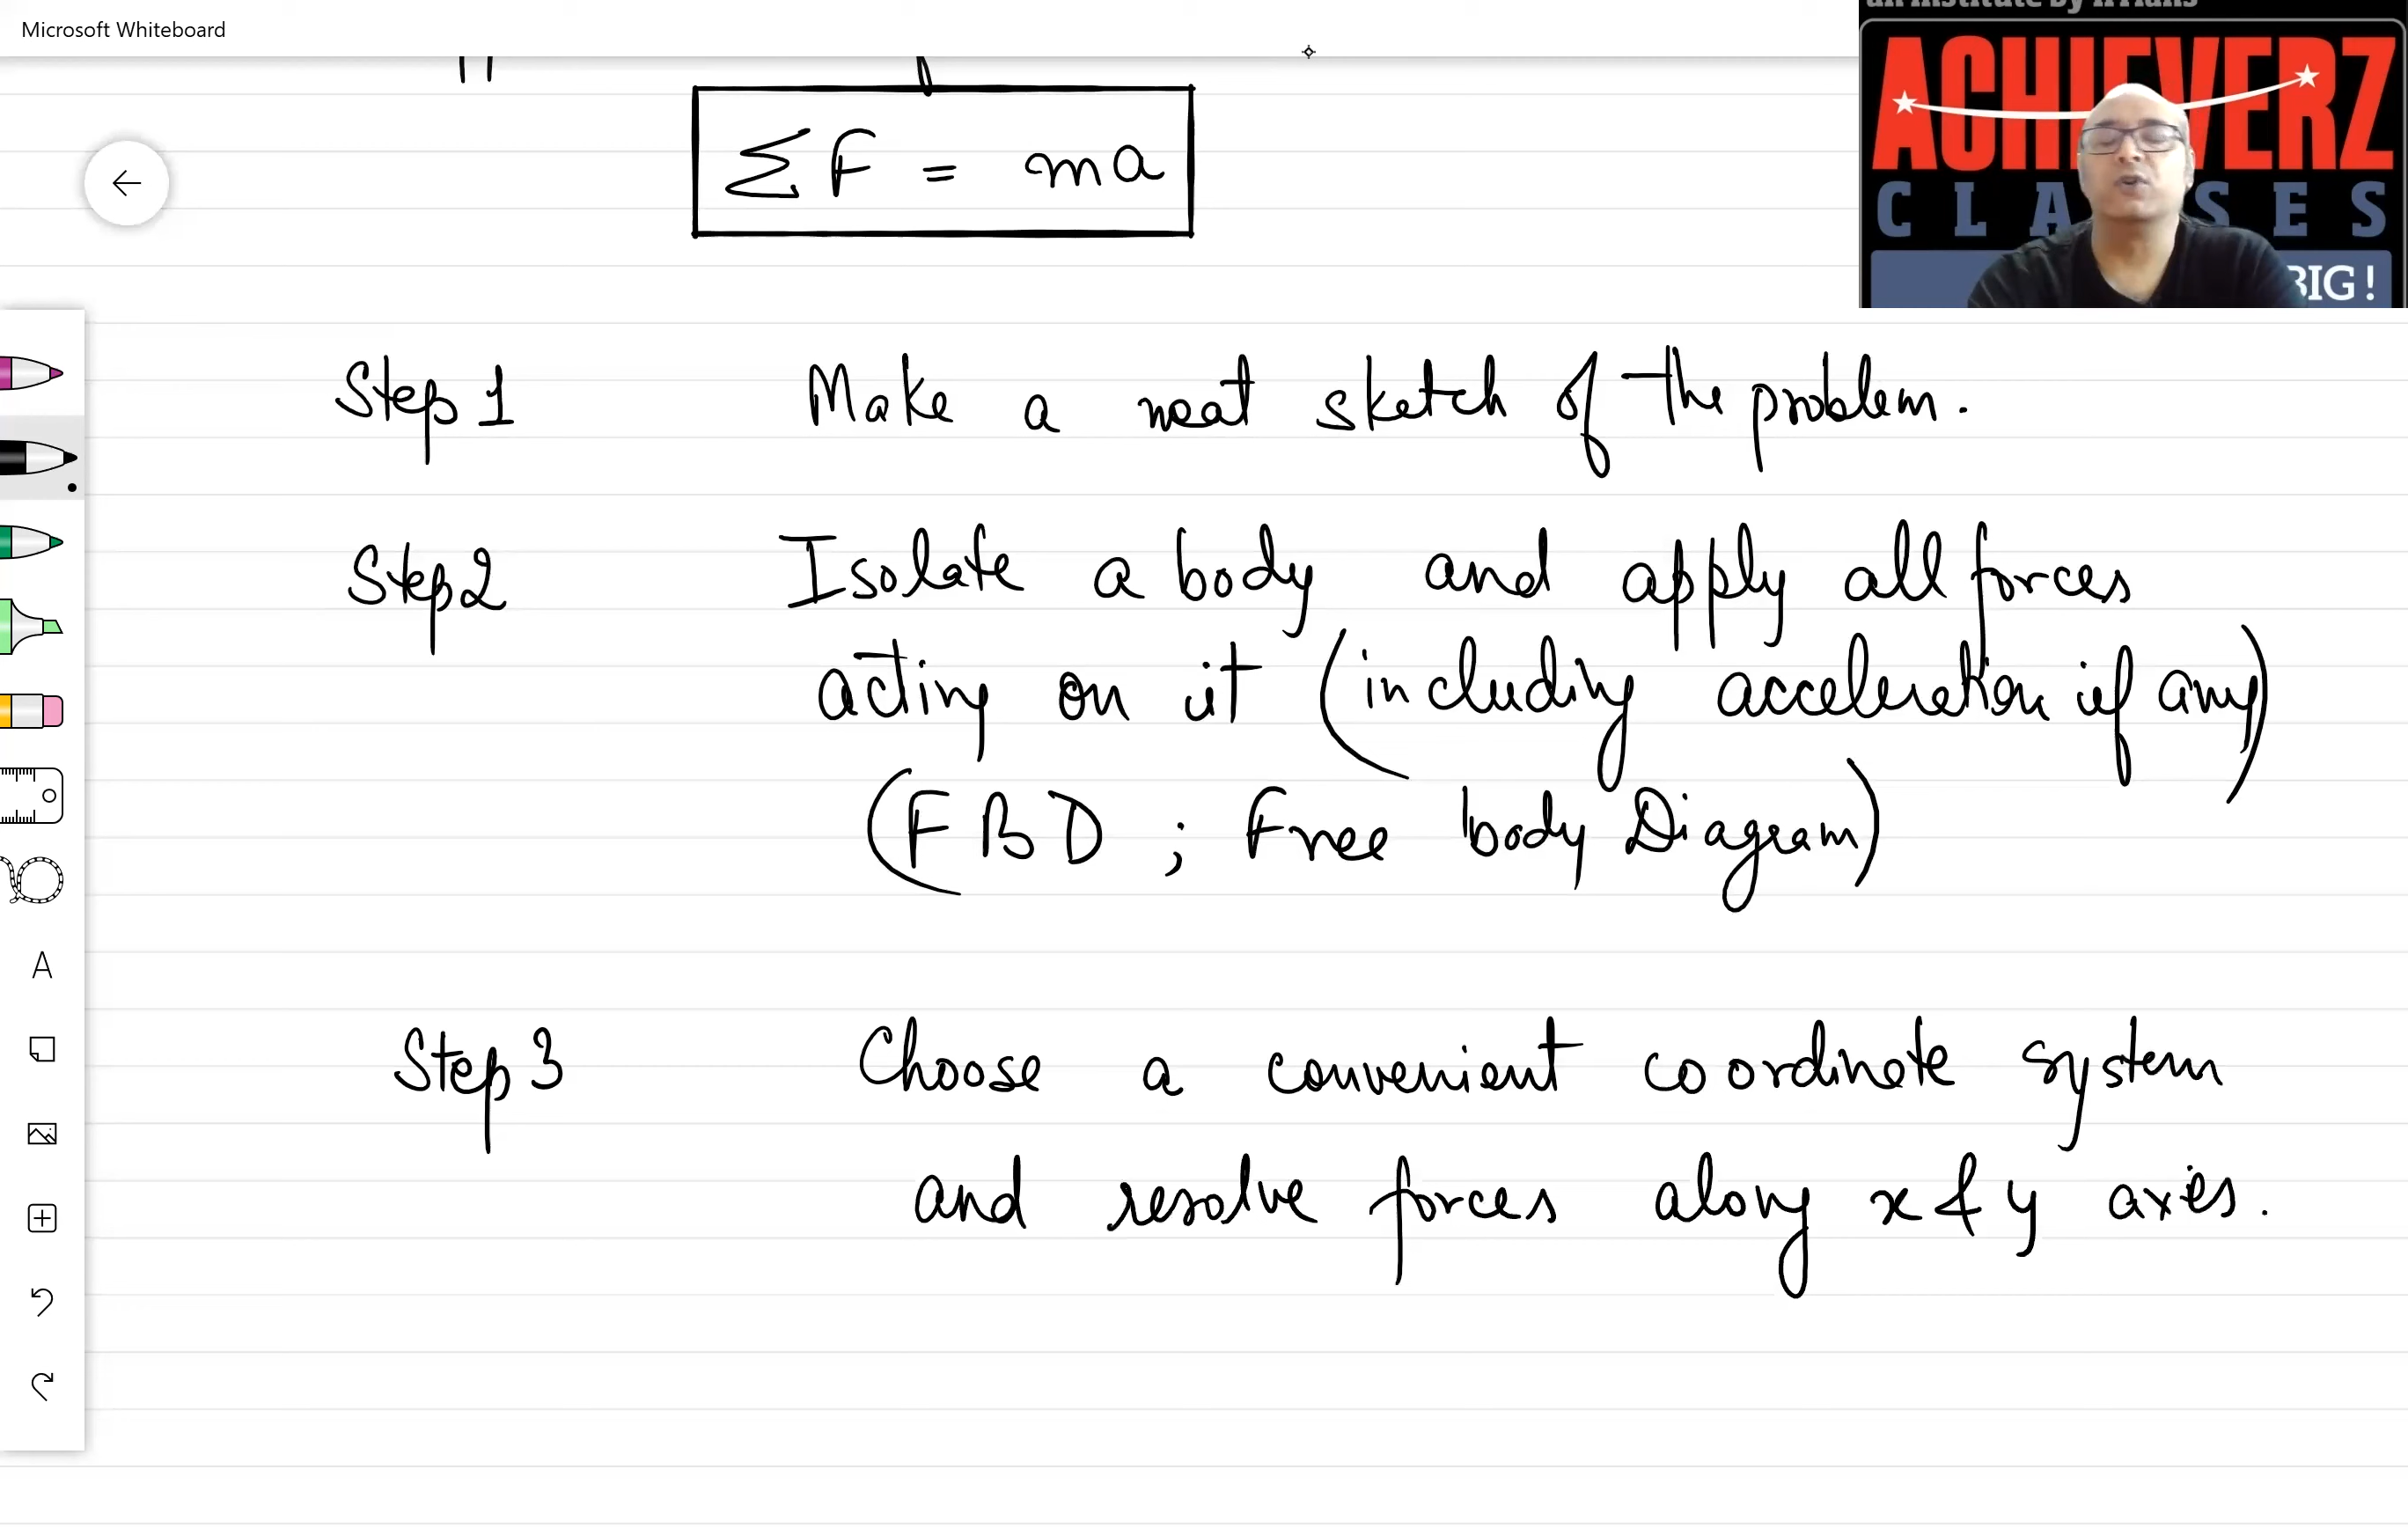 Microsoft Whiteboard
ΣF = ma
Step 1 Make a neat sketch of the problem.
Step 2 Isolate a body and apply all forces
acting on it (including acceleration if any)
(FBD ; Free body Diagram)
Step 3 Choose a convenient coordinate system
and resolve forces along x & y axes.
ACHIEVERZ
CLASSES
BIG!
A